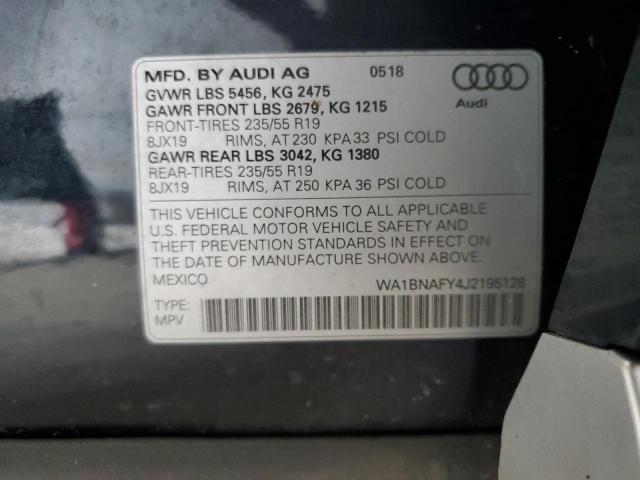 MFD. BY AUDI AG 0518
GVWR LBS 5456, KG 2475
GAWR FRONT LBS 2679, KG 1215
FRONT-TIRES 235/55 R19
8JX19 RIMS, AT 230 KPA 33 PSI COLD
GAWR REAR LBS 3042, KG 1380
REAR-TIRES 235/55 R19
8JX19 RIMS, AT 250 KPA 36 PSI COLD
Audi
THIS VEHICLE CONFORMS TO ALL APPLICABLE
U.S. FEDERAL MOTOR VEHICLE SAFETY AND
THEFT PREVENTION STANDARDS IN EFFECT ON
THE DATE OF MANUFACTURE SHOWN ABOVE.
MEXICO WA1BNAFY4J2195128
TYPE:
MPV